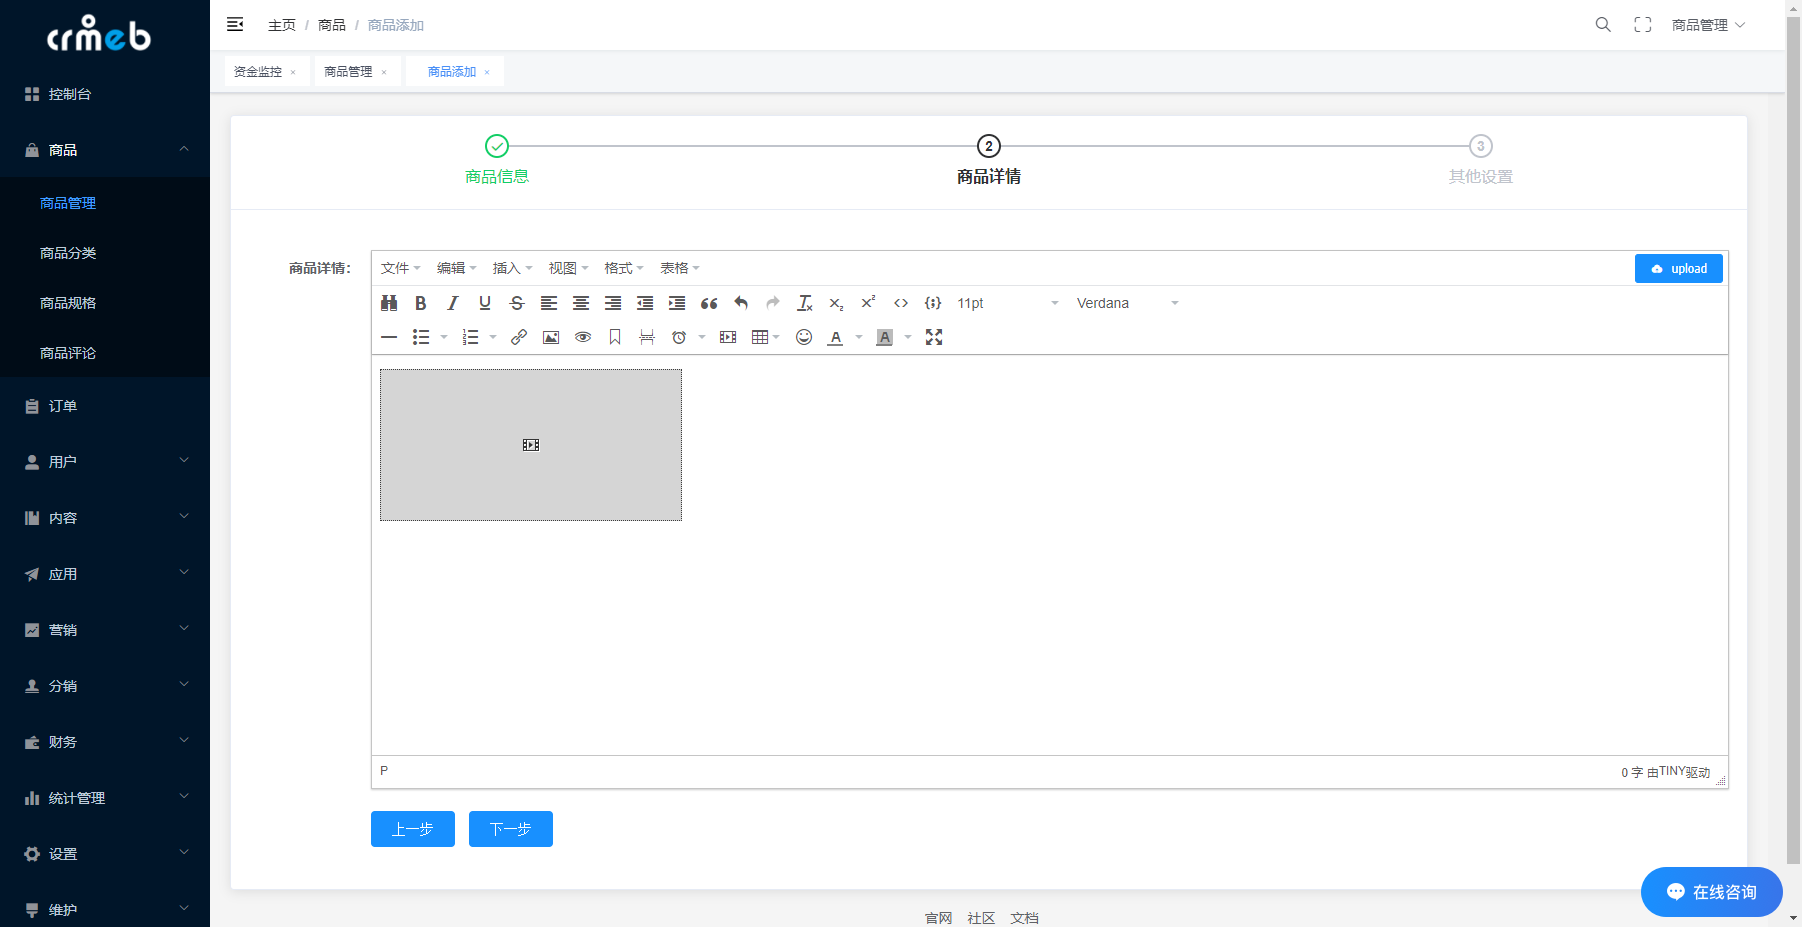 crmeb
主页 / 商品 / 商品添加
商品管理
资金监控 ×
商品管理 ×
商品添加 ×
控制台
商品
商品管理
商品分类
商品规格
商品评论
订单
用户
内容
应用
营销
分销
财务
统计管理
设置
维护
商品信息
2
商品详情
3
其他设置
商品详情：
文件
编辑
插入
视图
格式
表格
upload
11pt
Verdana
P
0 字 由TINY驱动
上一步
下一步
在线咨询
官网 社区 文档